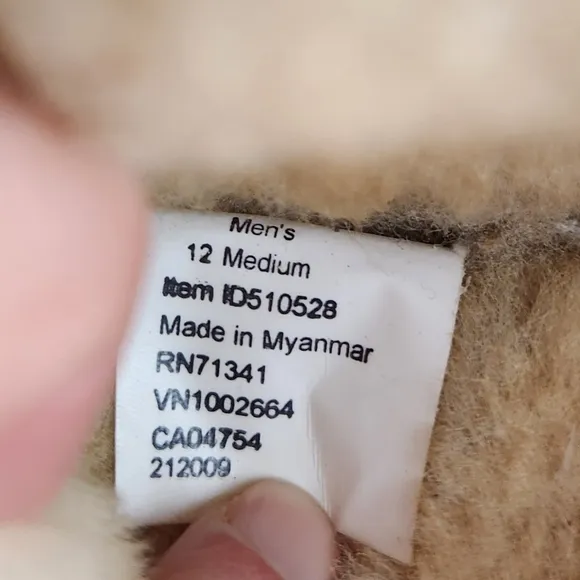 Men's
12 Medium
Item ID510528
Made in Myanmar
RN71341
VN1002664
CA04754
212009